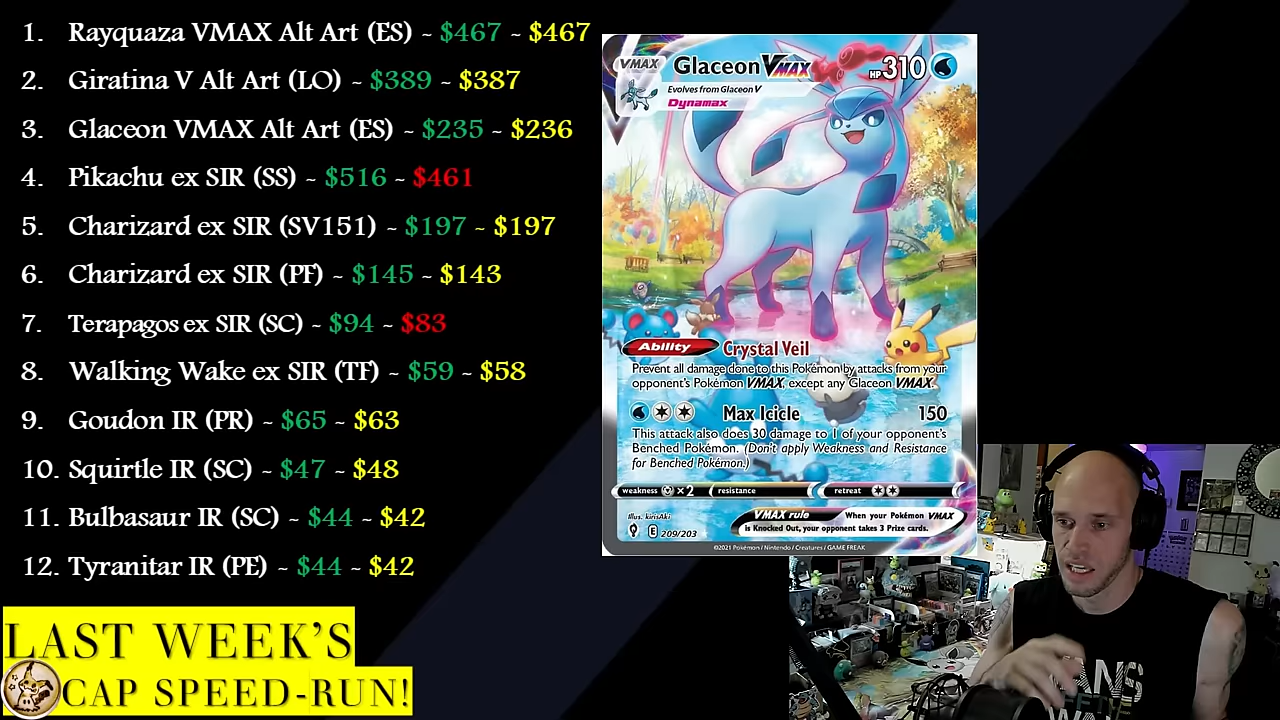 1. Rayquaza VMAX Alt Art (ES) ~ $467 ~ $467
2. Giratina V Alt Art (LO) ~ $389 ~ $387
3. Glaceon VMAX Alt Art (ES) ~ $235 ~ $236
4. Pikachu ex SIR (SS) ~ $516 ~ $461
5. Charizard ex SIR (SV151) ~ $197 ~ $197
6. Charizard ex SIR (PF) ~ $145 ~ $143
7. Terapagos ex SIR (SC) ~ $94 ~ $83
8. Walking Wake ex SIR (TF) ~ $59 ~ $58
9. Goudon IR (PR) ~ $65 ~ $63
10. Squirtle IR (SC) ~ $47 ~ $48
11. Bulbasaur IR (SC) ~ $44 ~ $42
12. Tyranitar IR (PE) ~ $44 ~ $42
LAST WEEK'S
CAP SPEED-RUN!
VMAX Glaceon VMAX HP 310
Evolves from Glaceon V
Dynamax
Ability Crystal Veil
Prevent all damage done to this Pokémon by attacks from your
opponent's Pokémon VMAX, except any Glaceon VMAX.
Max Icicle 150
This attack also does 30 damage to 1 of your opponent's
Benched Pokémon. (Don't apply Weakness and Resistance
for Benched Pokémon.)
weakness ×2 resistance retreat
Illus. kirisAki
VMAX rule When your Pokémon VMAX
is Knocked Out, your opponent takes 3 Prize cards.
E 209/203
©2021 Pokémon / Nintendo / Creatures / GAME FREAK
ANS